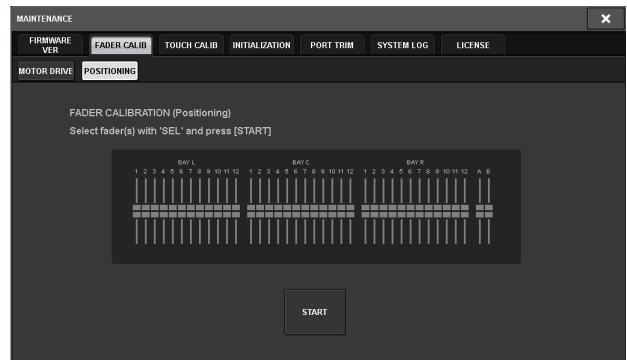 MAINTENANCE
FIRMWARE VER
FADER CALIB
TOUCH CALIB
INITIALIZATION
PORT TRIM
SYSTEM LOG
LICENSE
MOTOR DRIVE
POSITIONING
FADER CALIBRATION (Positioning)
Select fader(s) with 'SEL' and press [START]
BAY L BAY C BAY R
1 2 3 4 5 6 7 8 9 10 11 12 1 2 3 4 5 6 7 8 9 10 11 12 1 2 3 4 5 6 7 8 9 10 11 12 A B
START